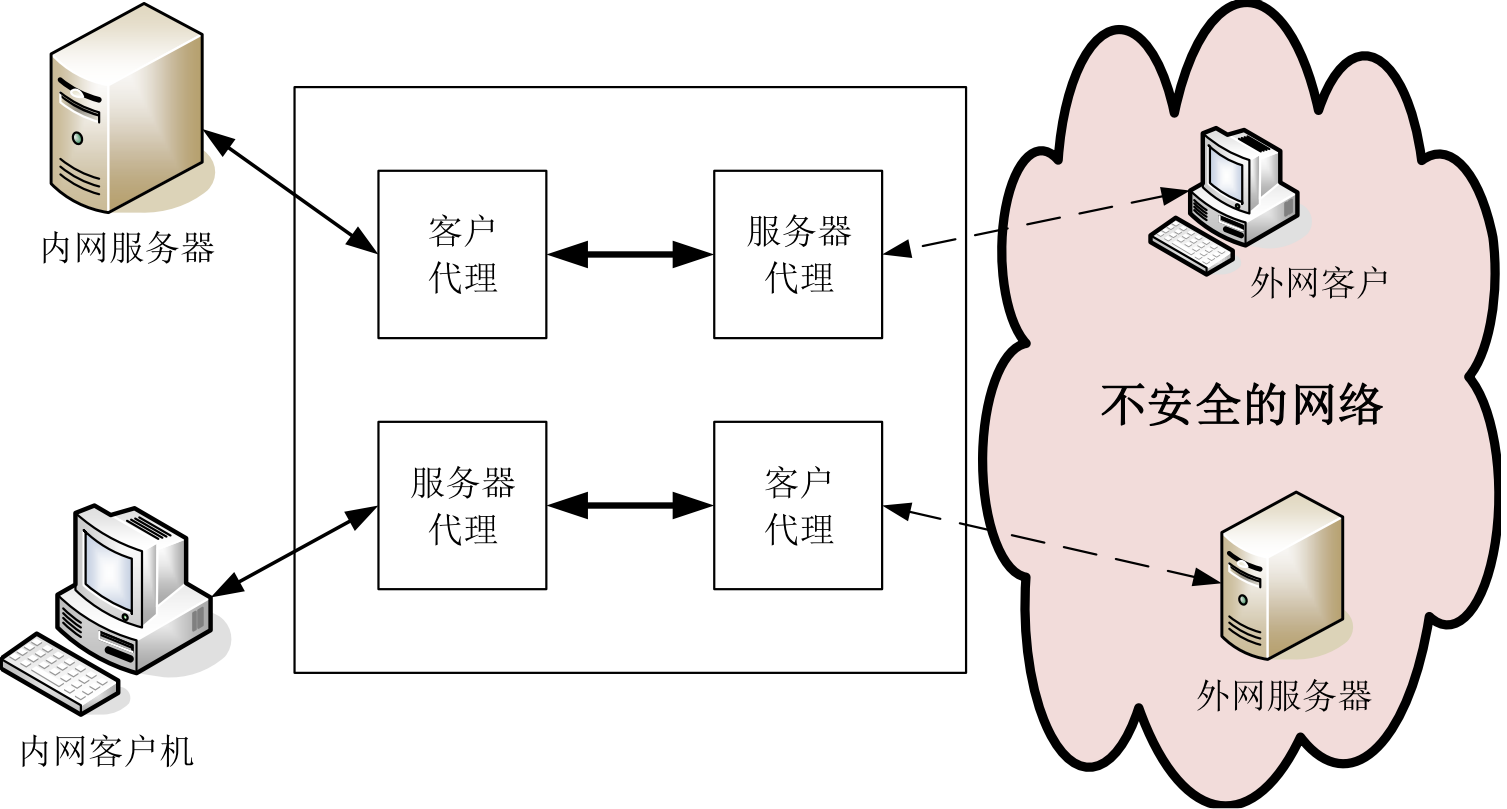 内网服务器
客户
代理
服务器
代理
外网客户
不安全的网络
服务器
代理
客户
代理
外网服务器
内网客户机